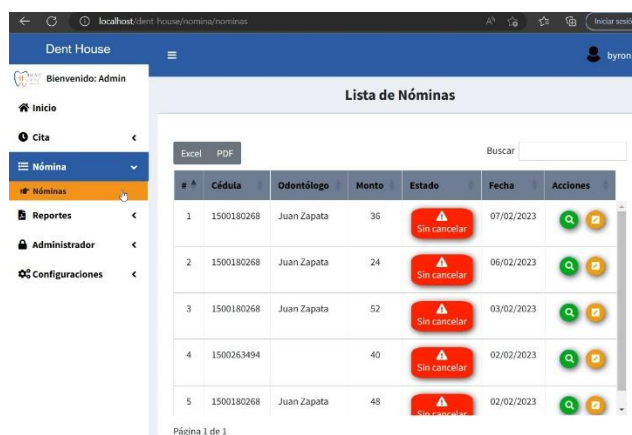 localhost/dent-house/nomina/nominas
Iniciar sesió
Dent House
byron
Bienvenido: Admin
Lista de Nóminas
Inicio
Cita
Nómina
Nóminas
Reportes
Administrador
Configuraciones
Excel PDF
Buscar
# Cédula Odontólogo Monto Estado Fecha Acciones
1 1500180268 Juan Zapata 36 Sin cancelar 07/02/2023
2 1500180268 Juan Zapata 24 Sin cancelar 06/02/2023
3 1500180268 Juan Zapata 52 Sin cancelar 03/02/2023
4 1500263494 40 Sin cancelar 02/02/2023
5 1500180268 Juan Zapata 48 Sin cancelar 02/02/2023
Página 1 de 1